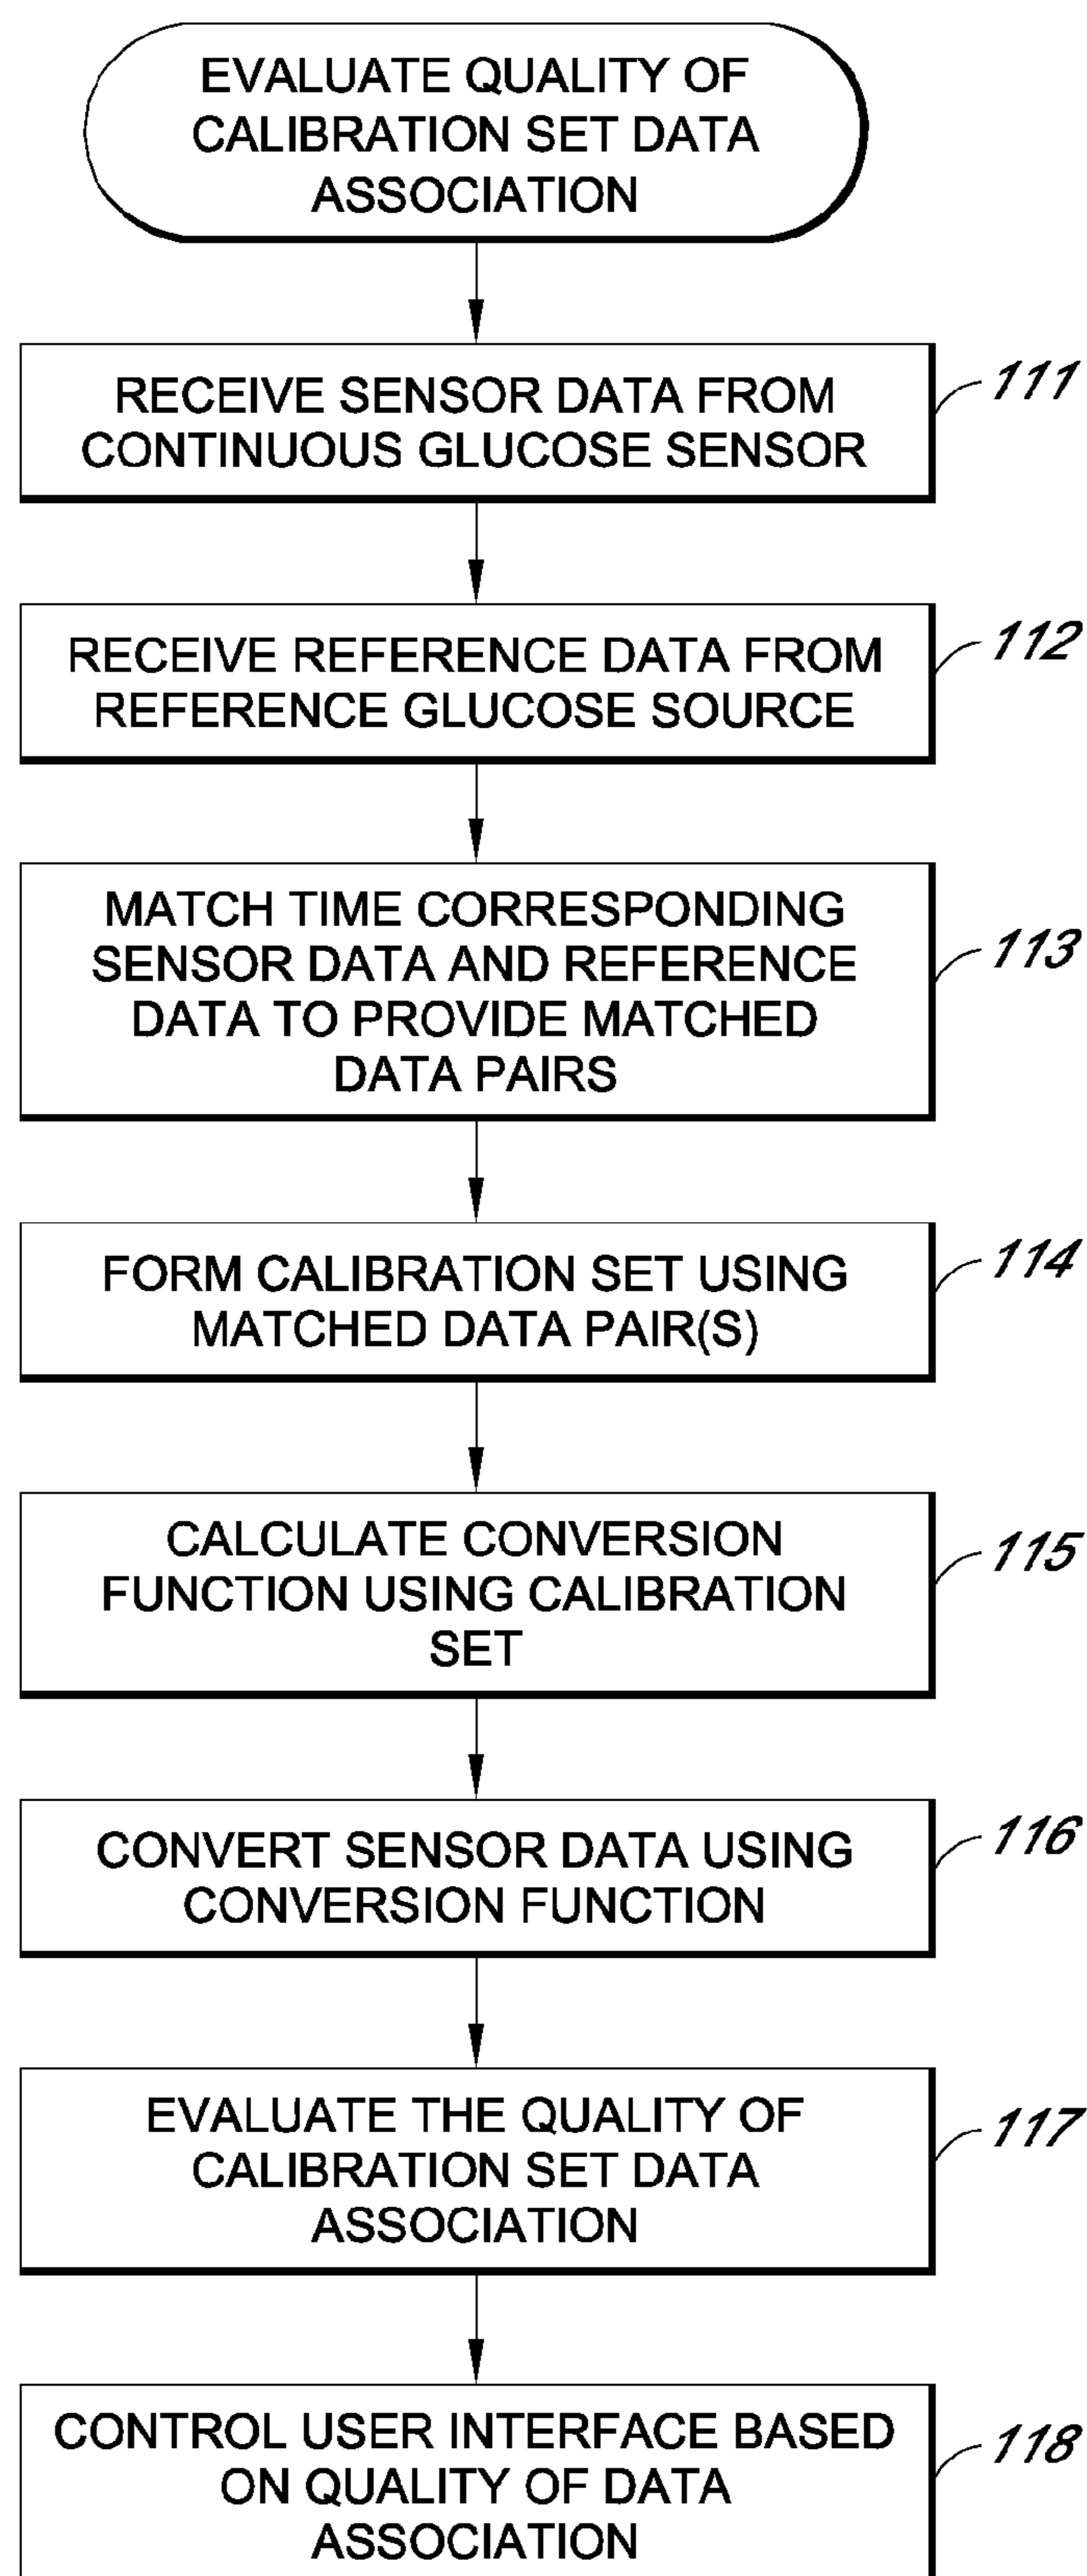 EVALUATE QUALITY OF
CALIBRATION SET DATA
ASSOCIATION
RECEIVE SENSOR DATA FROM
CONTINUOUS GLUCOSE SENSOR
111
RECEIVE REFERENCE DATA FROM
REFERENCE GLUCOSE SOURCE
112
MATCH TIME CORRESPONDING
SENSOR DATA AND REFERENCE
DATA TO PROVIDE MATCHED
DATA PAIRS
113
FORM CALIBRATION SET USING
MATCHED DATA PAIR(S)
114
CALCULATE CONVERSION
FUNCTION USING CALIBRATION
SET
115
CONVERT SENSOR DATA USING
CONVERSION FUNCTION
116
EVALUATE THE QUALITY OF
CALIBRATION SET DATA
ASSOCIATION
117
CONTROL USER INTERFACE BASED
ON QUALITY OF DATA
ASSOCIATION
118